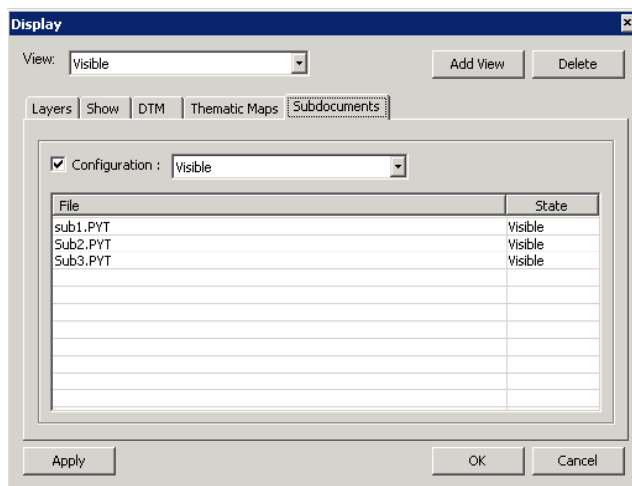 Display
View: Visible Add View Delete
Layers Show DTM Thematic Maps Subdocuments
Configuration : Visible
File State
sub1.PYT Visible
Sub2.PYT Visible
Sub3.PYT Visible
Apply OK Cancel